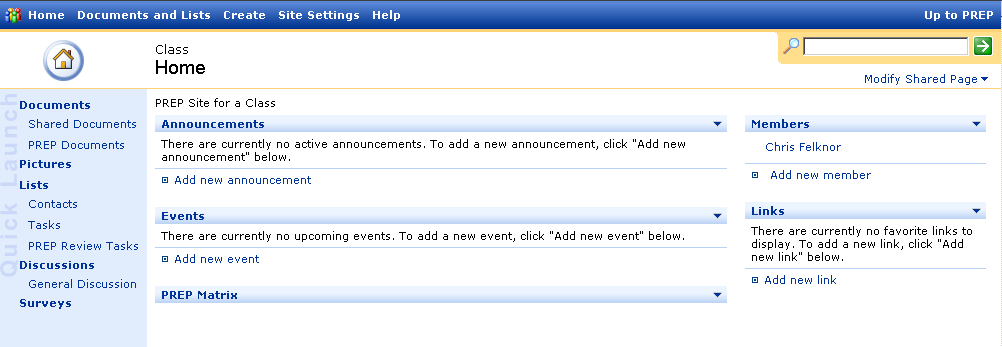 Home Documents and Lists Create Site Settings Help Up to PREP
Class
Home
Modify Shared Page
Quick Launch
Documents
Shared Documents
PREP Documents
Pictures
Lists
Contacts
Tasks
PREP Review Tasks
Discussions
General Discussion
Surveys
PREP Site for a Class
Announcements
There are currently no active announcements. To add a new announcement, click "Add new
announcement" below.
Add new announcement
Events
There are currently no upcoming events. To add a new event, click "Add new event" below.
Add new event
PREP Matrix
Members
Chris Felknor
Add new member
Links
There are currently no favorite links to
display. To add a new link, click "Add
new link" below.
Add new link